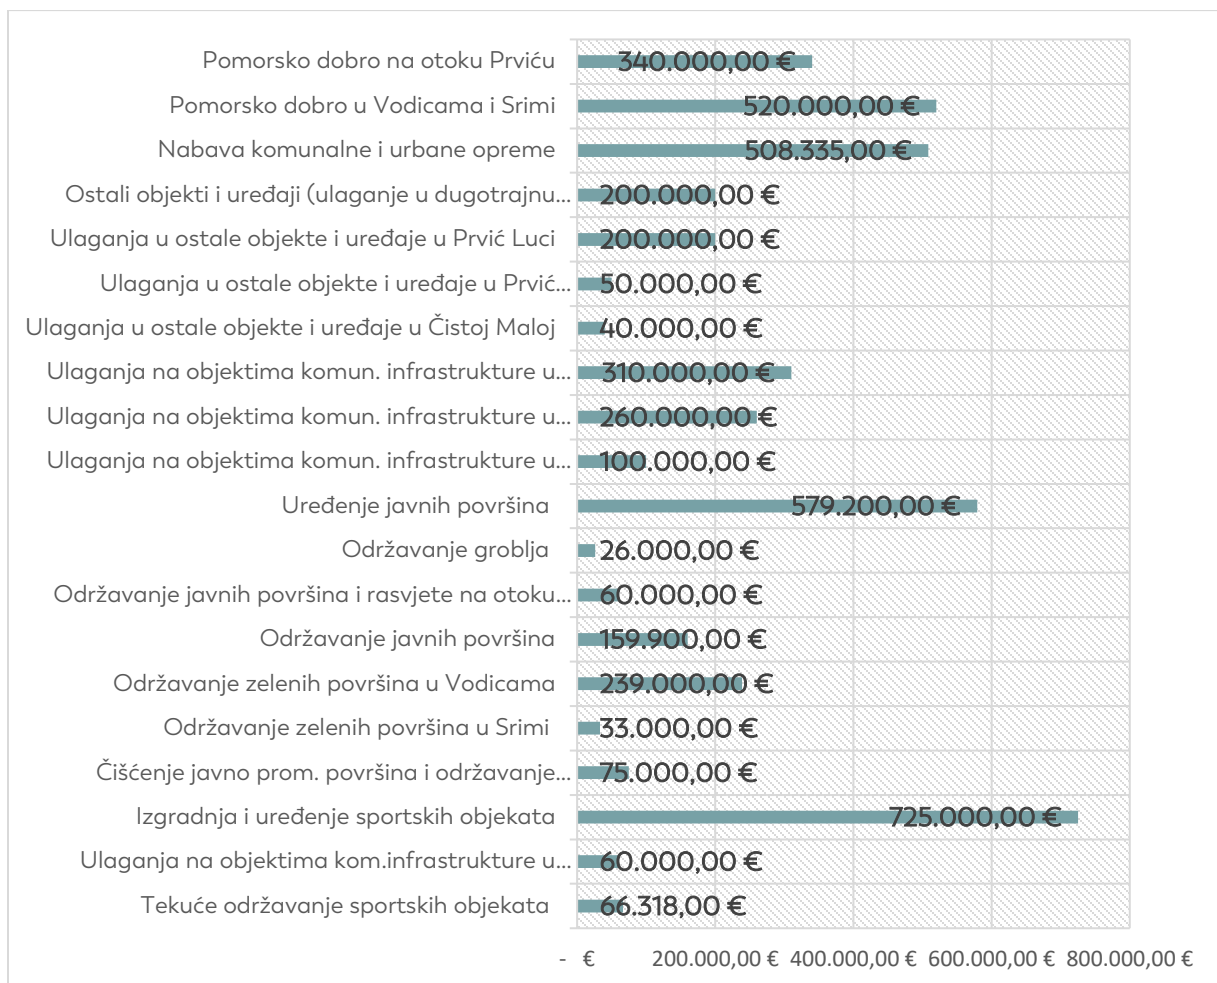 Pomorsko dobro na otoku Prviću 340.000,00 €
Pomorsko dobro u Vodicama i Srimi 520.000,00 €
Nabava komunalne i urbane opreme 508.335,00 €
Ostali objekti i uređaji (ulaganje u dugotrajnu... 200.000,00 €
Ulaganja u ostale objekte i uređaje u Prvić Luci 200.000,00 €
Ulaganja u ostale objekte i uređaje u Prvić... 50.000,00 €
Ulaganja u ostale objekte i uređaje u Čistoj Maloj 40.000,00 €
Ulaganja na objektima komun. infrastrukture u... 310.000,00 €
Ulaganja na objektima komun. infrastrukture u... 260.000,00 €
Ulaganja na objektima komun. infrastrukture u... 100.000,00 €
Uređenje javnih površina 579.200,00 €
Održavanje groblja 26.000,00 €
Održavanje javnih površina i rasvjete na otoku... 60.000,00 €
Održavanje javnih površina 159.900,00 €
Održavanje zelenih površina u Vodicama 239.000,00 €
Održavanje zelenih površina u Srimi 33.000,00 €
Čišćenje javno prom. površina i održavanje... 75.000,00 €
Izgradnja i uređenje sportskih objekata 725.000,00 €
Ulaganja na objektima kom.infrastrukture u... 60.000,00 €
Tekuće održavanje sportskih objekata 66.318,00 €
- € 200.000,00 € 400.000,00 € 600.000,00 € 800.000,00 €